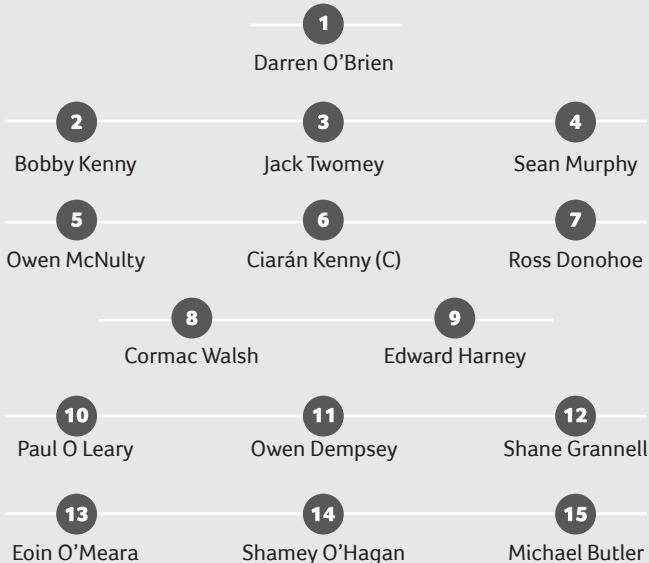 1
Darren O’Brien
2 3 4
Bobby Kenny Jack Twomey Sean Murphy
5 6 7
Owen McNulty Ciarán Kenny (C) Ross Donohoe
8 9
Cormac Walsh Edward Harney
10 11 12
Paul O Leary Owen Dempsey Shane Grannell
13 14 15
Eoin O’Meara Shamey O’Hagan Michael Butler